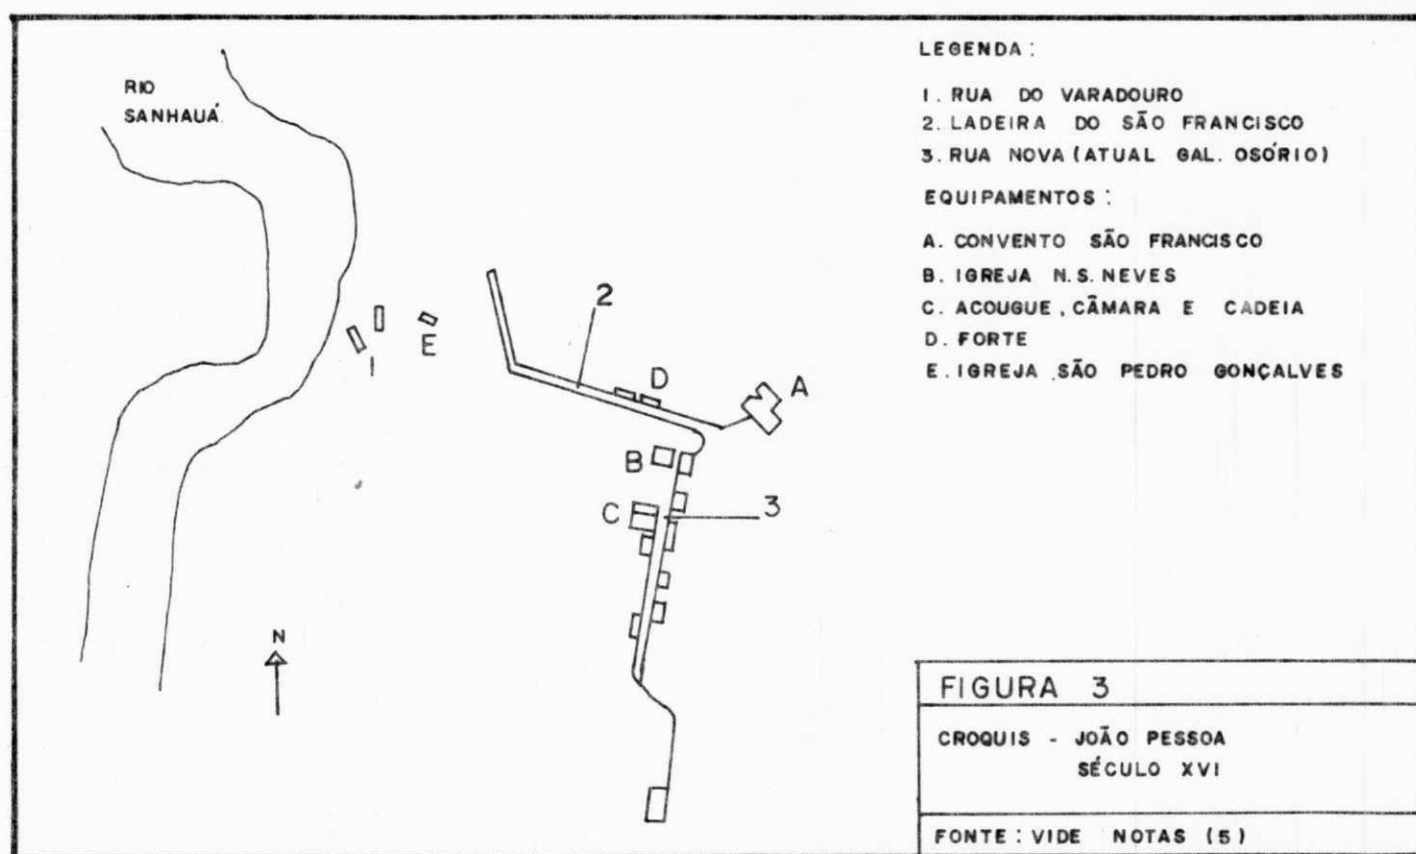 RIO
SANHAUÁ
2
1
E
D
A
B
C
3
N
LEGENDA:
1. RUA DO VARADOURO
2. LADEIRA DO SÃO FRANCISCO
3. RUA NOVA (ATUAL GAL. OSÓRIO)
EQUIPAMENTOS:
A. CONVENTO SÃO FRANCISCO
B. IGREJA N.S. NEVES
C. ACOUGUE, CÂMARA E CADEIA
D. FORTE
E. IGREJA SÃO PEDRO GONÇALVES
FIGURA 3
CROQUIS - JOÃO PESSOA
SÉCULO XVI
FONTE: VIDE NOTAS (5)